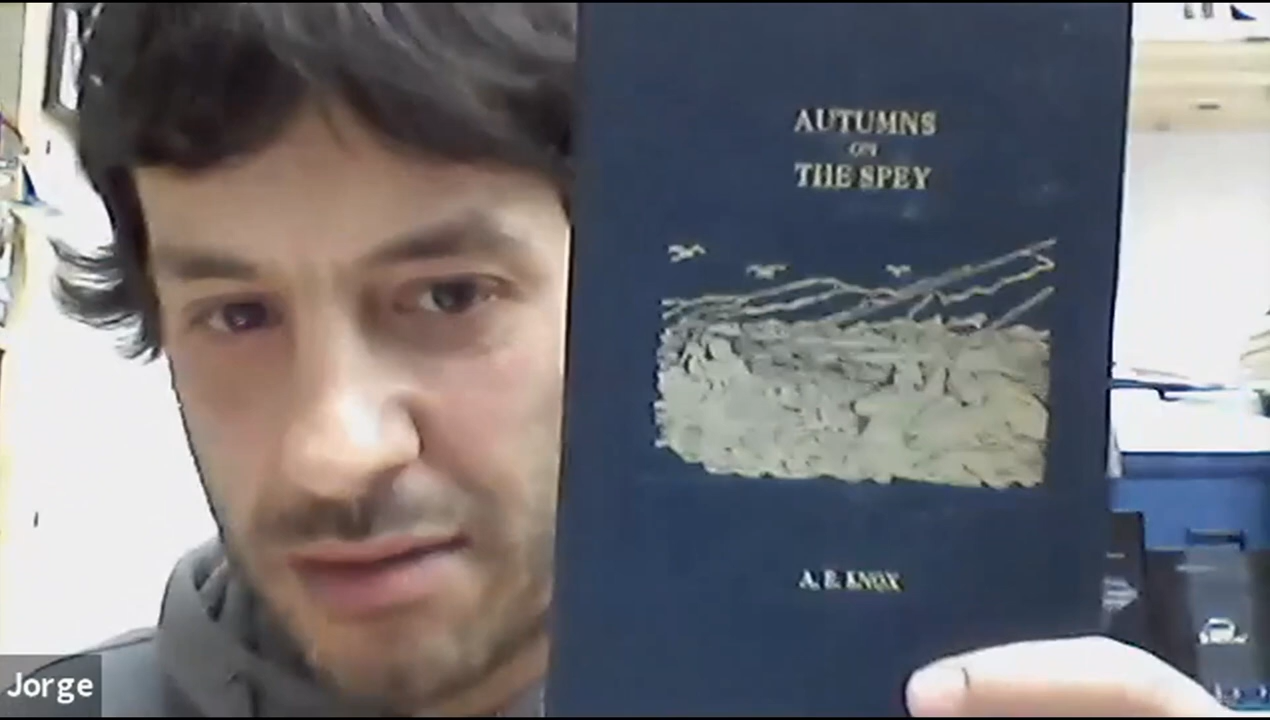 AUTUMNS
ON
THE SPEY
A. E. KNOX
Jorge